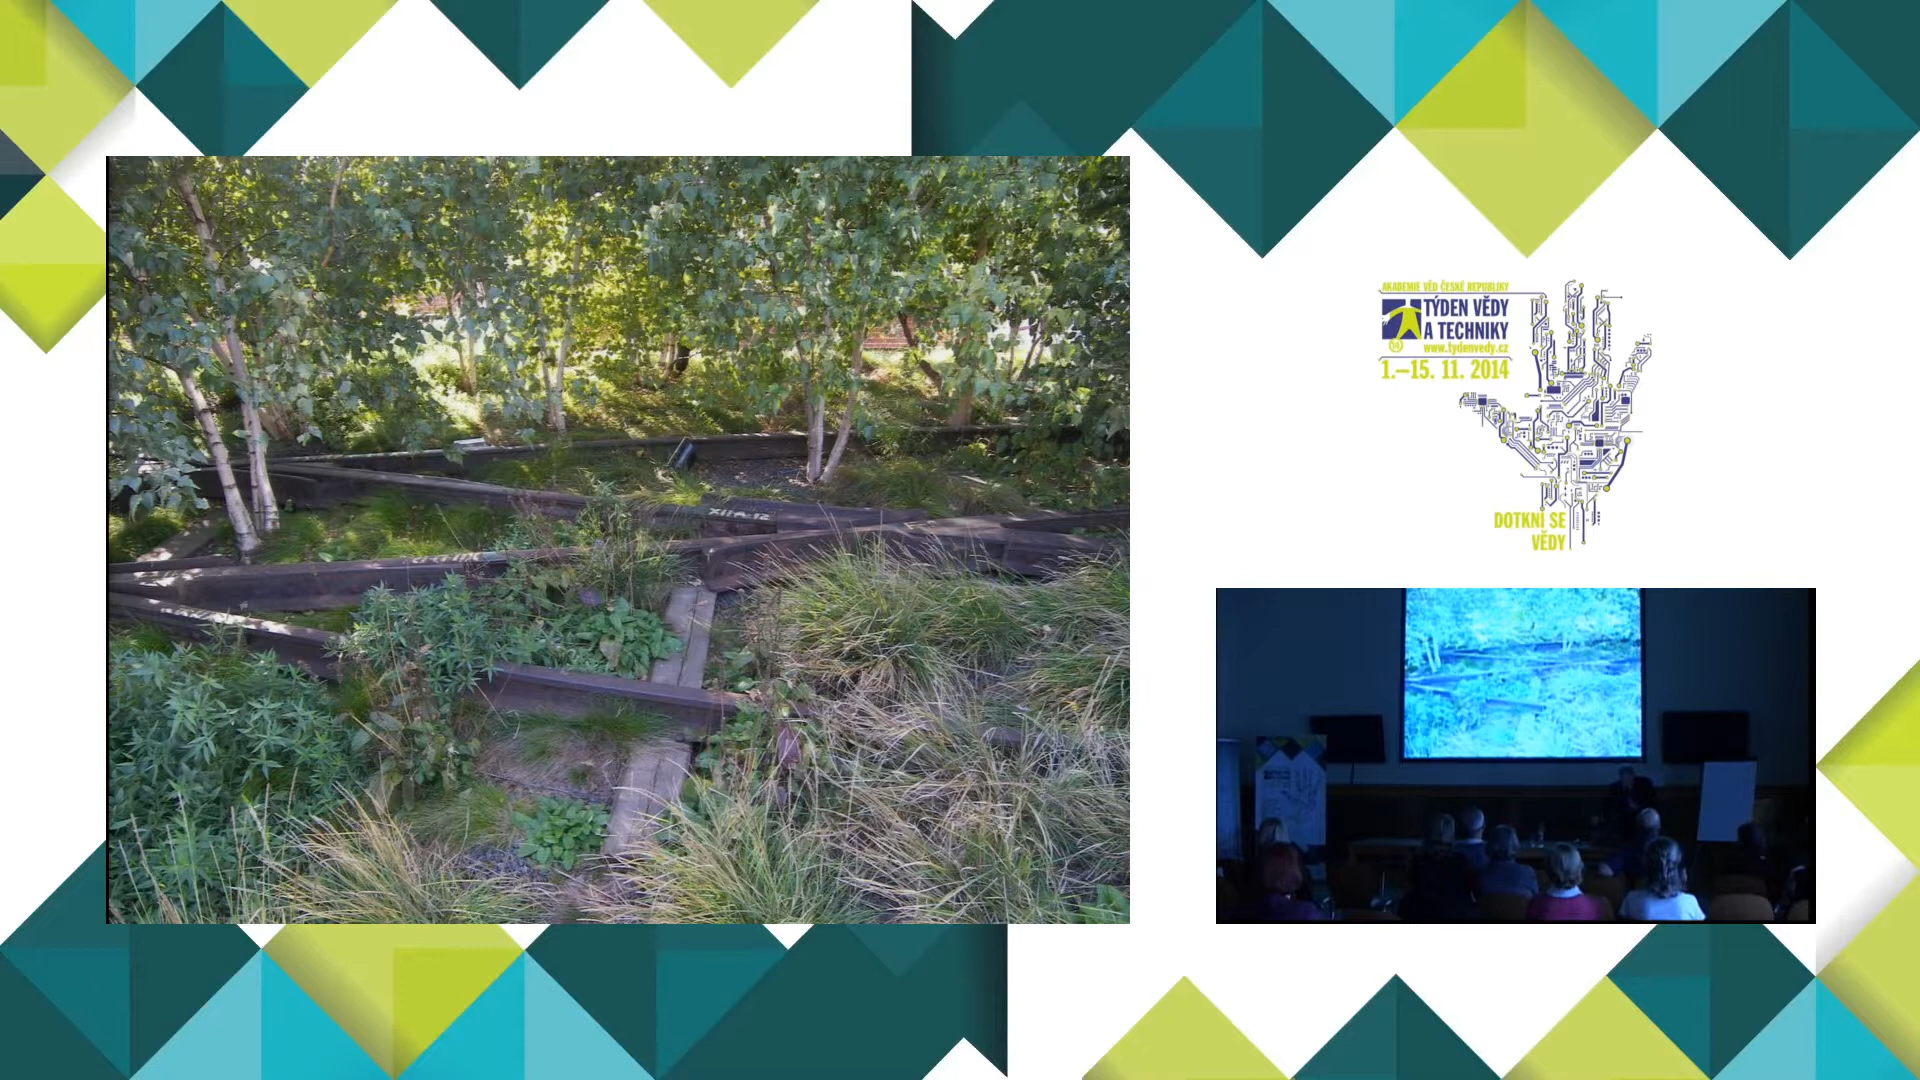 AKADEMIE VĚD ČESKÉ REPUBLIKY
TÝDEN VĚDY
A TECHNIKY
www.tydenvedy.cz
1.–15. 11. 2014
DOTKNI SE
VĚDY